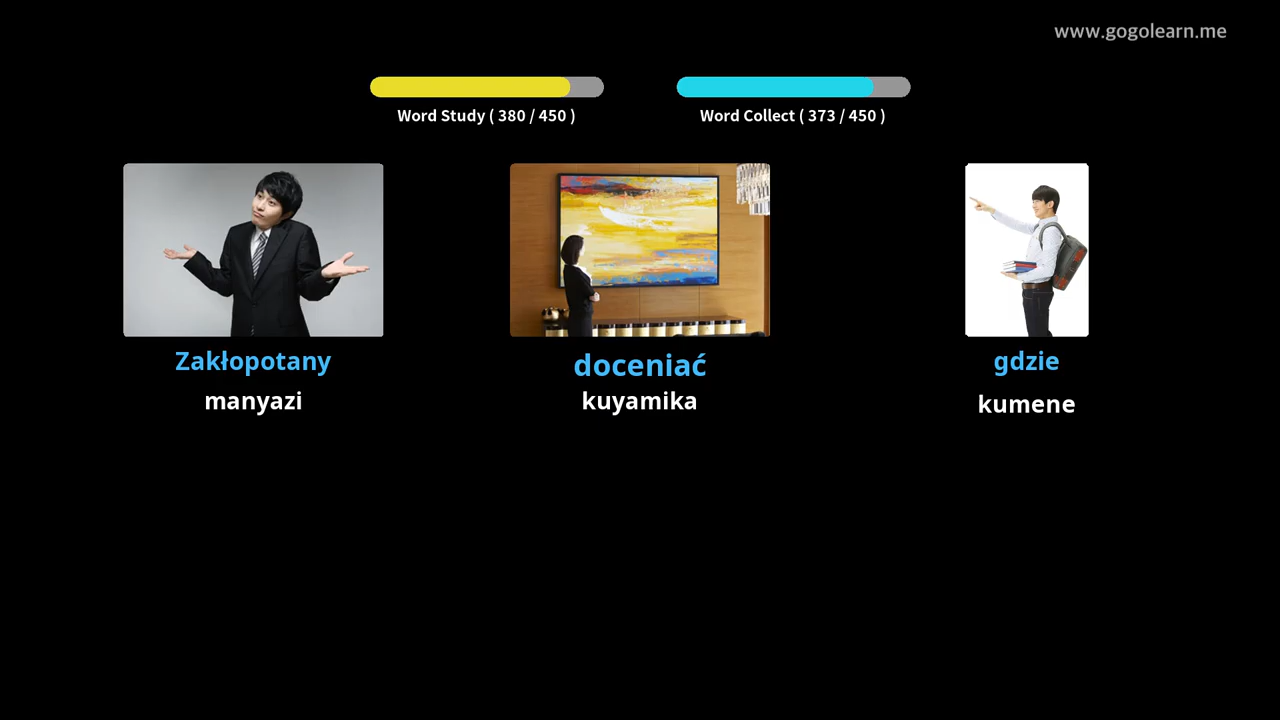 www.gogolearn.me
Word Study ( 380 / 450 )
Word Collect ( 373 / 450 )
Zakłopotany
manyazi
doceniać
kuyamika
gdzie
kumene